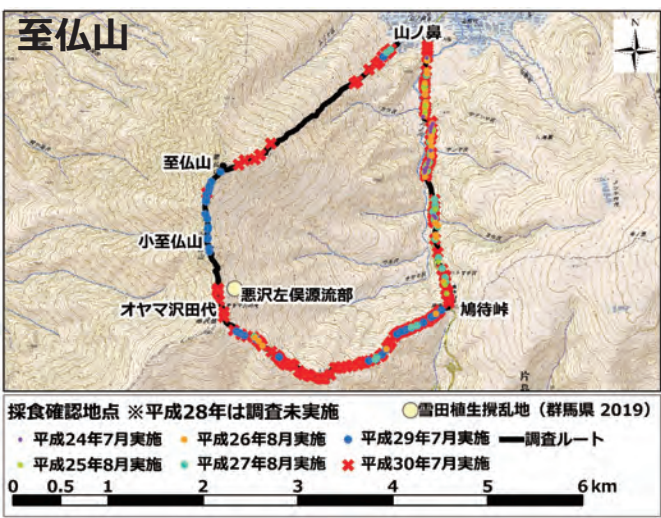 至仏山
山ノ鼻
N
至仏山
小至仏山
悪沢左俣源流部
オヤマ沢田代
鳩待峠
片品
採食確認地点 ※平成28年は調査未実施
雪田植生撹乱地（群馬県 2019）
平成24年7月実施
平成26年8月実施
平成29年7月実施
調査ルート
平成25年8月実施
平成27年8月実施
平成30年7月実施
0 0.5 1 2 3 4 5 6 km